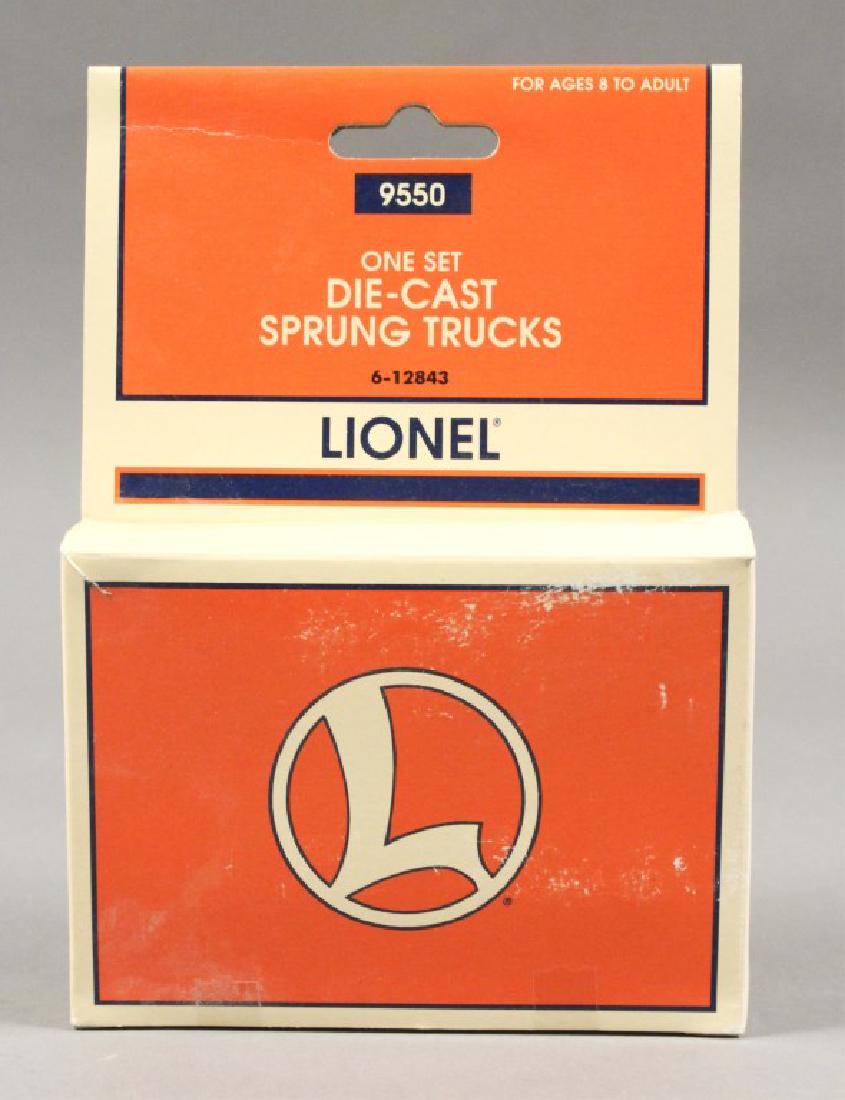 FOR AGES 8 TO ADULT
9550
ONE SET
DIE-CAST
SPRUNG TRUCKS
6-12843
LIONEL®
L
®